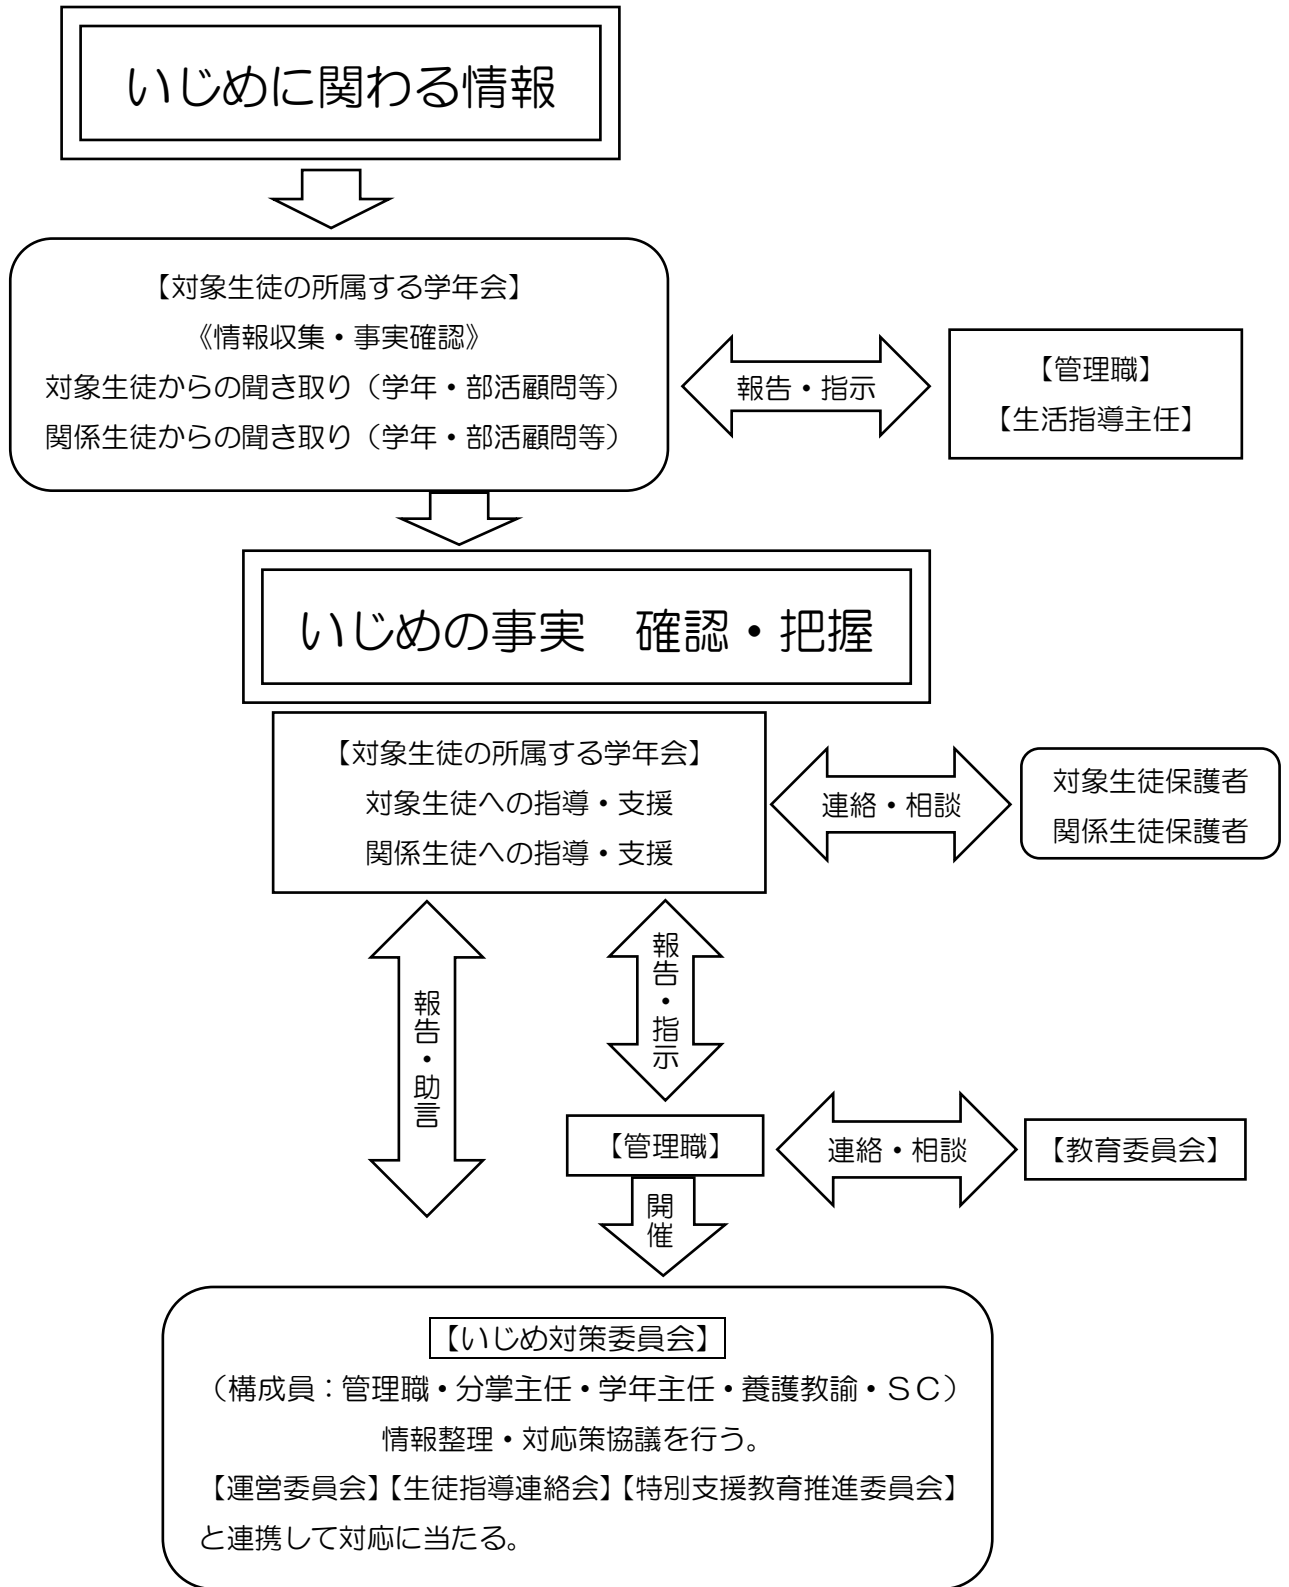 いじめに関わる情報
【対象生徒の所属する学年会】
《情報収集・事実確認》
対象生徒からの聞き取り（学年・部活顧問等）
関係生徒からの聞き取り（学年・部活顧問等）
報告・指示
【管理職】
【生活指導主任】
いじめの事実　確認・把握
【対象生徒の所属する学年会】
対象生徒への指導・支援
関係生徒への指導・支援
連絡・相談
対象生徒保護者
関係生徒保護者
報告・助言
報告・指示
【管理職】
連絡・相談
【教育委員会】
開催
【いじめ対策委員会】
（構成員：管理職・分掌主任・学年主任・養護教諭・ＳＣ）
情報整理・対応策協議を行う。
【運営委員会】【生徒指導連絡会】【特別支援教育推進委員会】
と連携して対応に当たる。